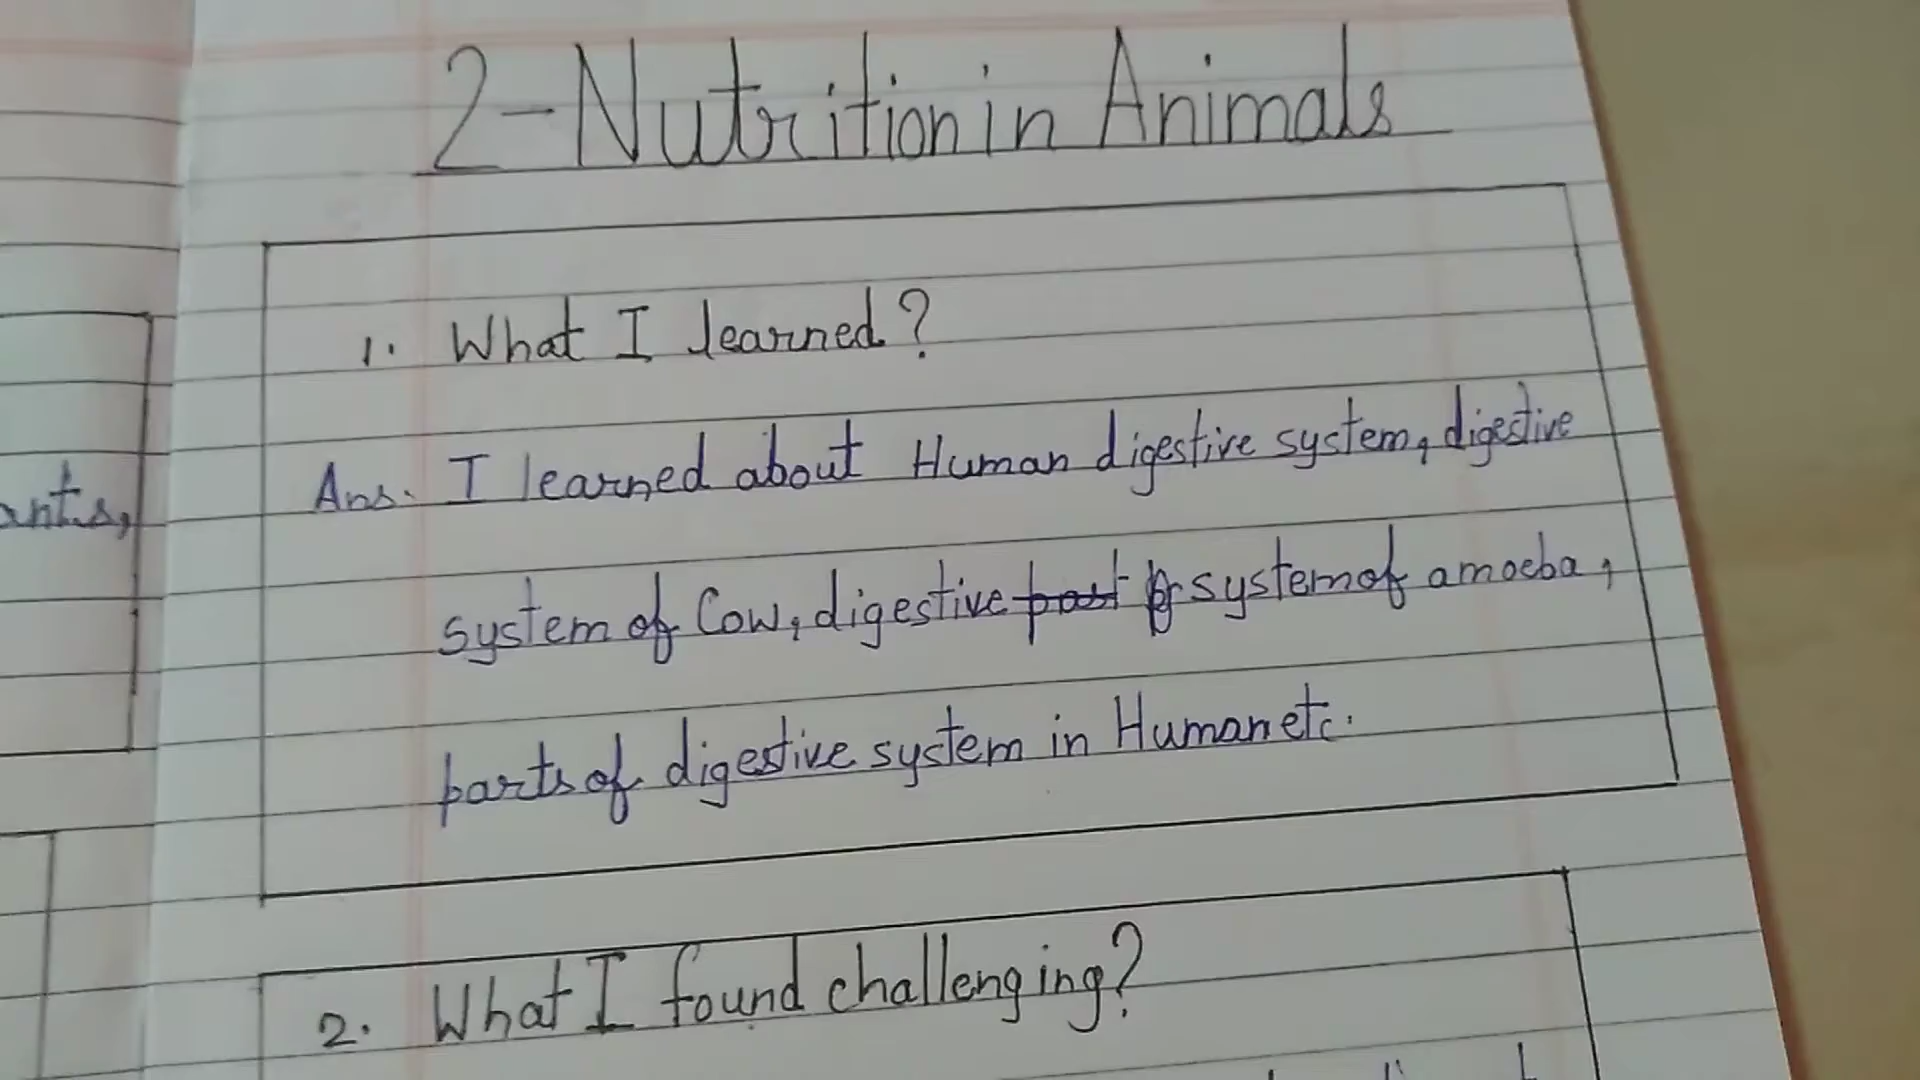 ants,
2-Nutrition in Animals
1. What I learned?
Ans. I learned about Human digestive system, digestive
system of Cow, digestive system of amoeba,
parts of digestive system in Human etc.
2. What I found challenging?